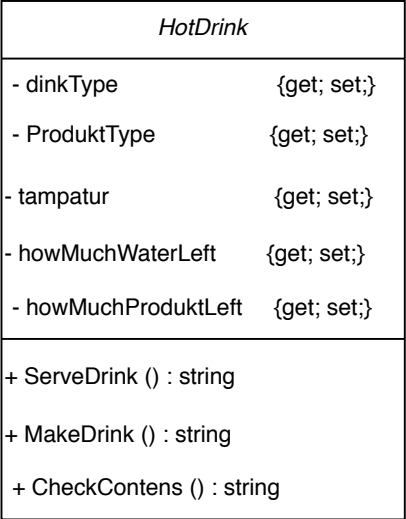 HotDrink
- dinkType {get; set;}
- ProduktType {get; set;}
- tampatur {get; set;}
- howMuchWaterLeft {get; set;}
- howMuchProduktLeft {get; set;}
+ ServeDrink () : string
+ MakeDrink () : string
+ CheckContens () : string